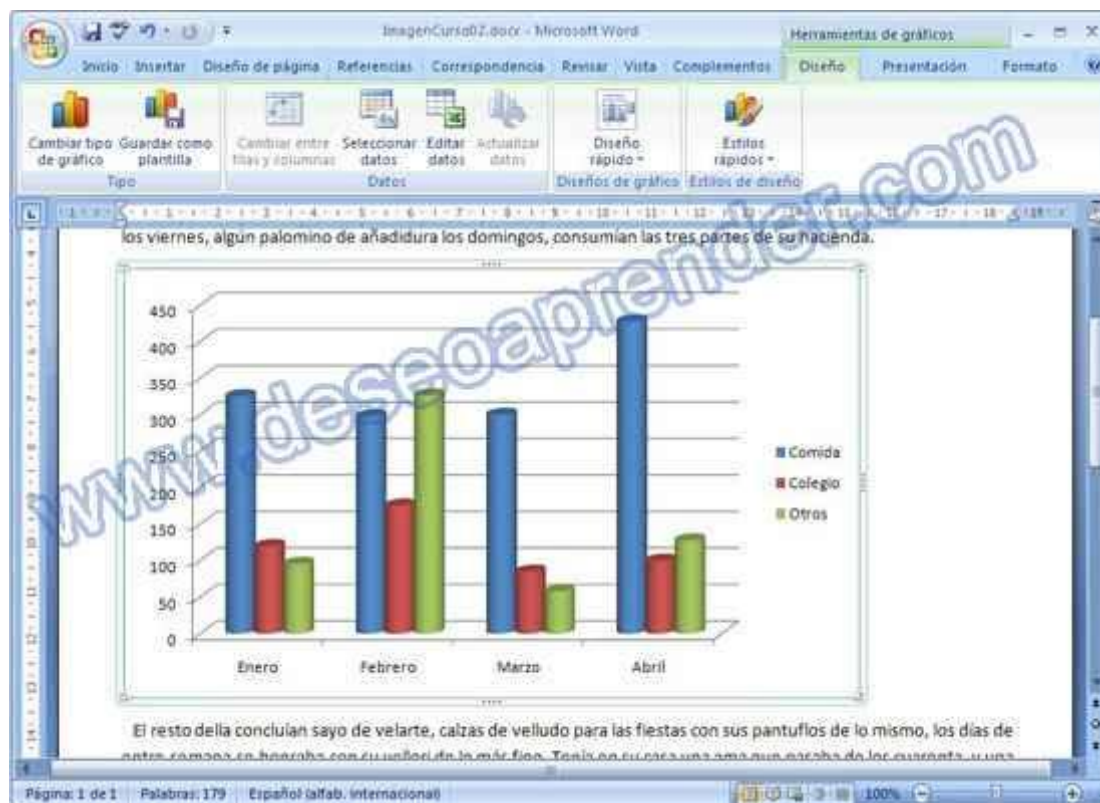 ImagenCurso02.docx - Microsoft Word
Herramientas de gráficos
Inicio Insertar Diseño de página Referencias Correspondencia Revisar Vista Complementos Diseño Presentación Formato
Cambiar tipo de gráfico
Guardar como plantilla
Cambiar entre filas y columnas
Seleccionar datos
Editar datos
Actualizar datos
Diseño rápido
Estilos rápidos
Tipo
Datos
Diseños de gráfico
Estilos de diseño
los viernes, algún palomino de añadidura los domingos, consumían las tres partes de su hacienda.
450
400
350
300
250
200
150
100
50
0
Enero Febrero Marzo Abril
Comida
Colegio
Otros
www.deseoaprender.com
El resto della concluían sayo de velarte, calzas de velludo para las fiestas con sus pantuflos de lo mismo, los días de
Página: 1 de 1 Palabras: 179 Español (alfab. internacional) 100%